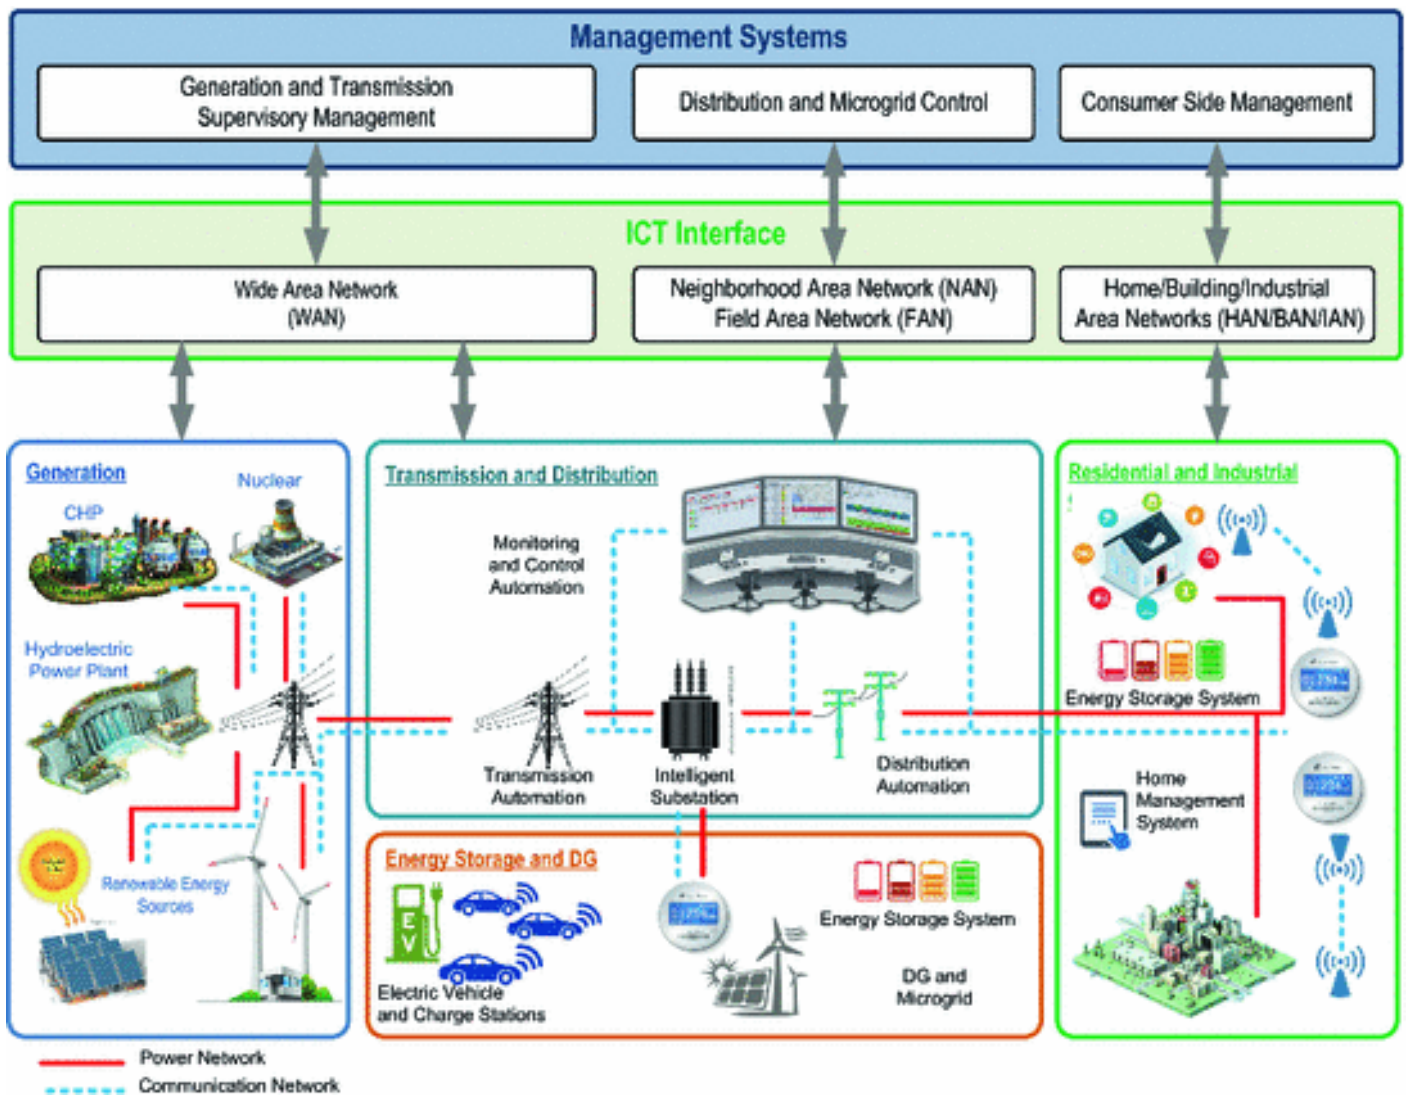 Management Systems
Generation and Transmission
Supervisory Management
Distribution and Microgrid Control
Consumer Side Management
ICT Interface
Wide Area Network
(WAN)
Neighborhood Area Network (NAN)
Field Area Network (FAN)
Home/Building/Industrial
Area Networks (HAN/BAN/IAN)
Generation
Nuclear
CHP
Hydroelectric
Power Plant
Renewable Energy
Sources
Transmission and Distribution
Monitoring
and Control
Automation
Transmission
Automation
Intelligent
Substation
Distribution
Automation
Energy Storage and DG
EV
Electric Vehicle
and Charge Stations
Energy Storage System
DG and
Microgrid
Residential and Industrial
Energy Storage System
Home
Management
System
Power Network
Communication Network